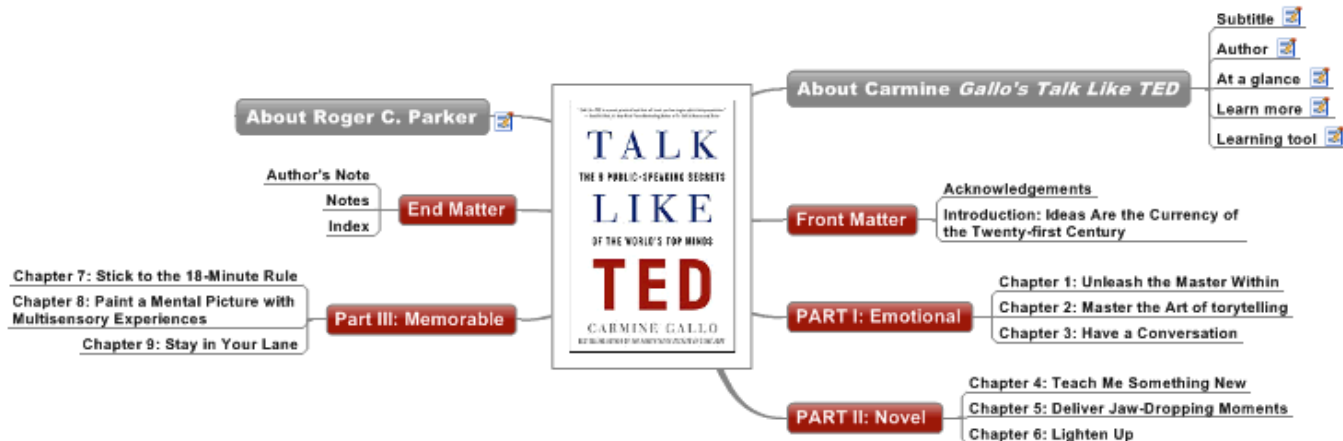 About Carmine Gallo's Talk Like TED
Subtitle
Author
At a glance
Learn more
Learning tool
Front Matter
Acknowledgements
Introduction: Ideas Are the Currency of
the Twenty-first Century
PART I: Emotional
Chapter 1: Unleash the Master Within
Chapter 2: Master the Art of torytelling
Chapter 3: Have a Conversation
PART II: Novel
Chapter 4: Teach Me Something New
Chapter 5: Deliver Jaw-Dropping Moments
Chapter 6: Lighten Up
Part III: Memorable
Chapter 7: Stick to the 18-Minute Rule
Chapter 8: Paint a Mental Picture with
Multisensory Experiences
Chapter 9: Stay in Your Lane
End Matter
Author's Note
Notes
Index
About Roger C. Parker
TALK
THE 9 PUBLIC-SPEAKING SECRETS
LIKE
OF THE WORLD'S TOP MINDS
TED
CARMINE GALLO